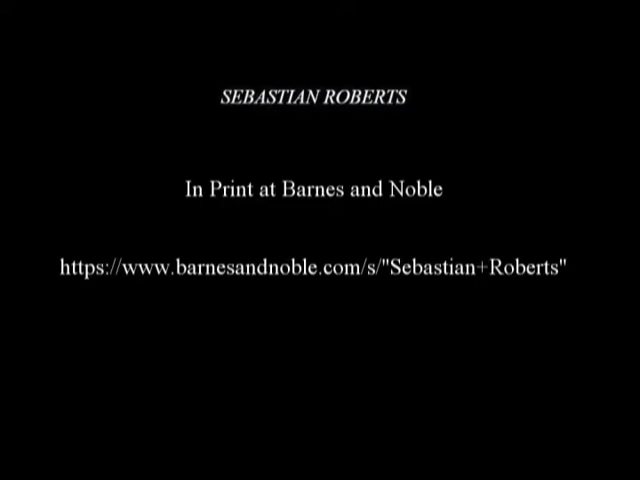 SEBASTIAN ROBERTS
In Print at Barnes and Noble
https://www.barnesandnoble.com/s/"Sebastian+Roberts"